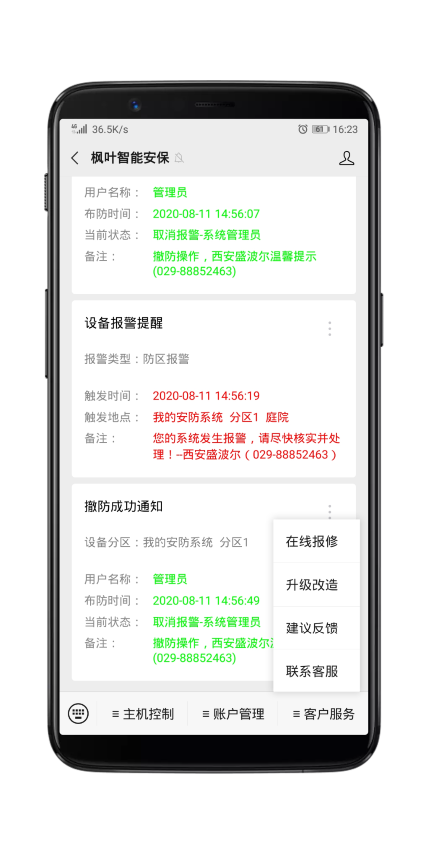 4G 36.5K/s 61 16:23
枫叶智能安保
用户名称： 管理员
布防时间： 2020-08-11 14:56:07
当前状态： 取消报警-系统管理员
备注： 撤防操作，西安盛波尔温馨提示
(029-88852463)
设备报警提醒
报警类型：防区报警
触发时间： 2020-08-11 14:56:19
触发地点： 我的安防系统 分区1 庭院
备注： 您的系统发生报警，请尽快核实并处
理！--西安盛波尔（029-88852463）
撤防成功通知
设备分区：我的安防系统 分区1
用户名称： 管理员
布防时间： 2020-08-11 14:56:49
当前状态： 取消报警-系统管理员
备注： 撤防操作，西安盛波尔
(029-88852463)
在线报修
升级改造
建议反馈
联系客服
≡ 主机控制 ≡ 账户管理 ≡ 客户服务